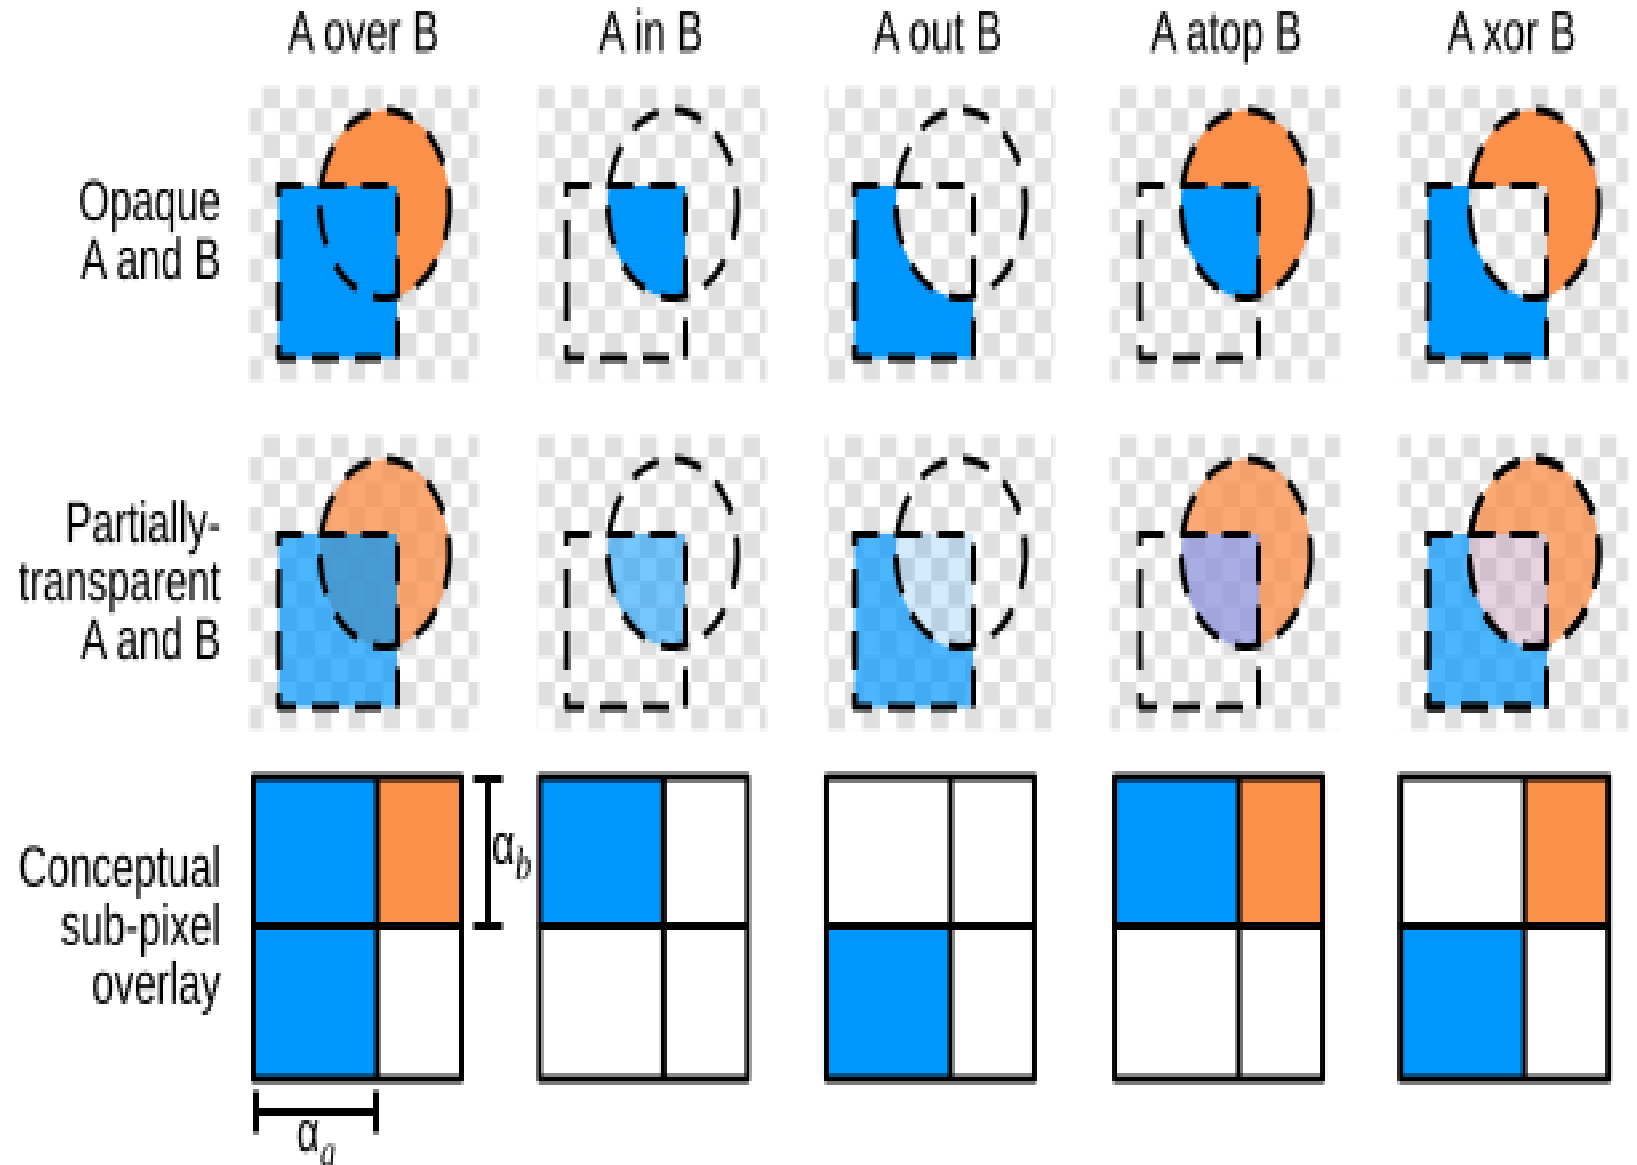 A over B
A in B
A out B
A atop B
A xor B
Opaque
A and B
Partially-
transparent
A and B
Conceptual
sub-pixel
overlay
αb
αa